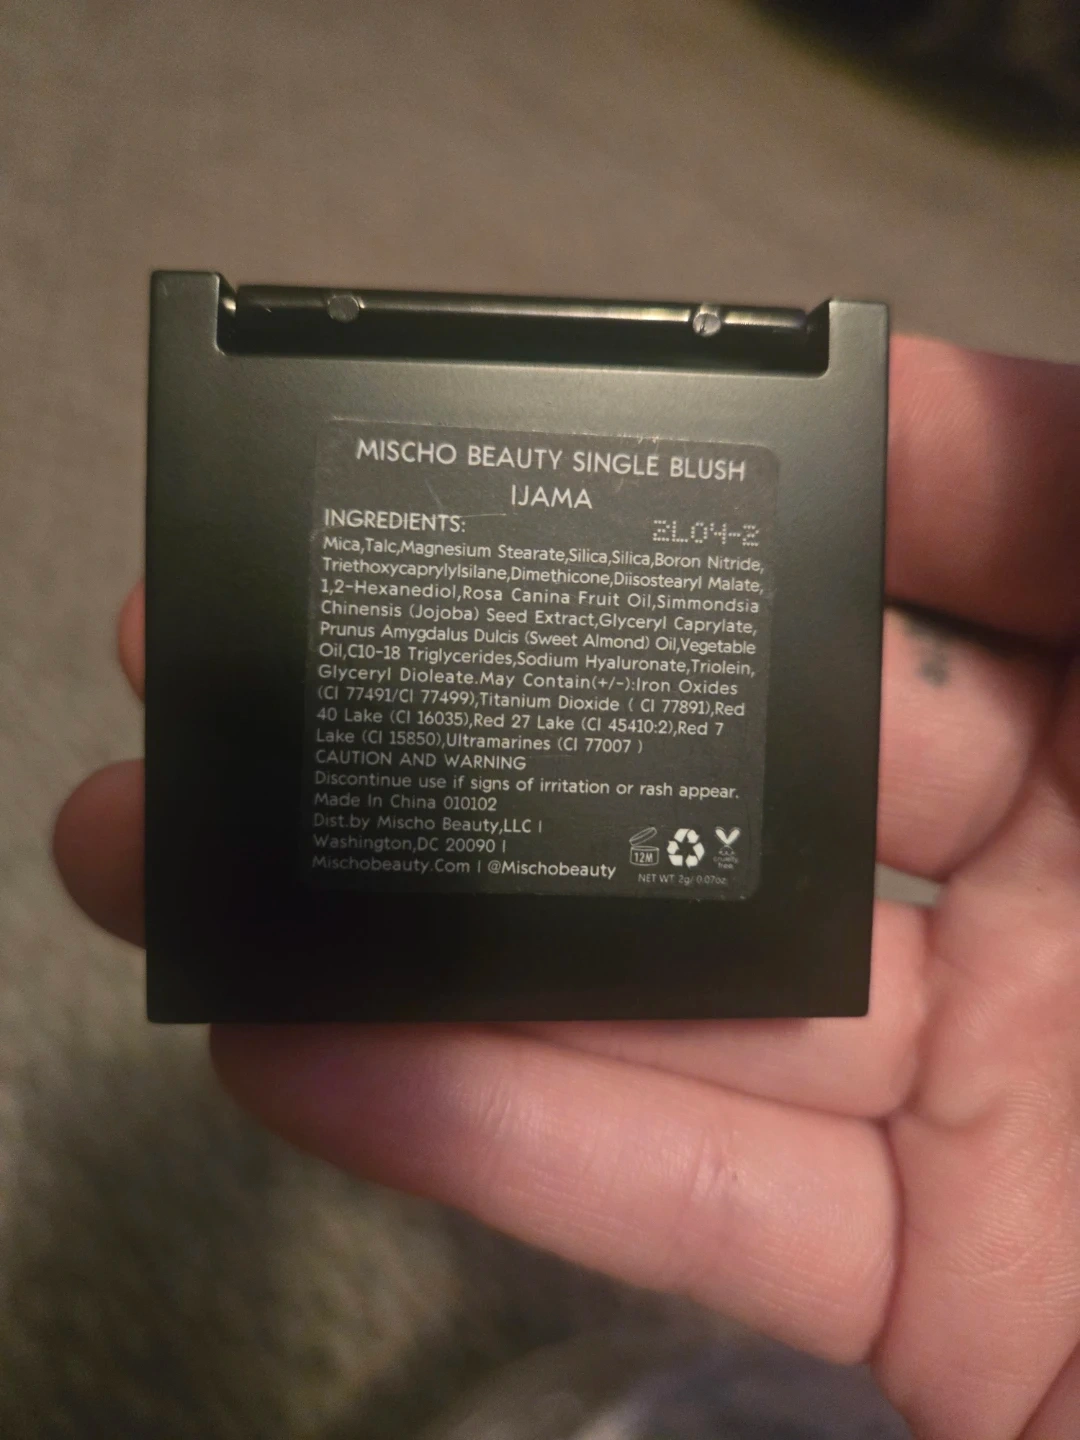 MISCHO BEAUTY SINGLE BLUSH
IJAMA
INGREDIENTS:
2L04-2
Mica,Talc,Magnesium Stearate,Silica,Silica,Boron Nitride,
Triethoxycaprylylsilane,Dimethicone,Diisostearyl Malate,
1,2-Hexanediol,Rosa Canina Fruit Oil,Simmondsia
Chinensis (Jojoba) Seed Extract,Glyceryl Caprylate,
Prunus Amygdalus Dulcis (Sweet Almond) Oil,Vegetable
Oil,C10-18 Triglycerides,Sodium Hyaluronate,Triolein,
Glyceryl Dioleate.May Contain(+/-):Iron Oxides
(CI 77491/CI 77499),Titanium Dioxide ( CI 77891),Red
40 Lake (CI 16035),Red 27 Lake (CI 45410:2),Red 7
Lake (CI 15850),Ultramarines (CI 77007 )
CAUTION AND WARNING
Discontinue use if signs of irritation or rash appear.
Made In China 010102
Dist.by Mischo Beauty,LLC |
Washington,DC 20090 |
Mischobeauty.Com | @Mischobeauty
12M
cruelty
free
NET WT. 2g/ 0.07oz.